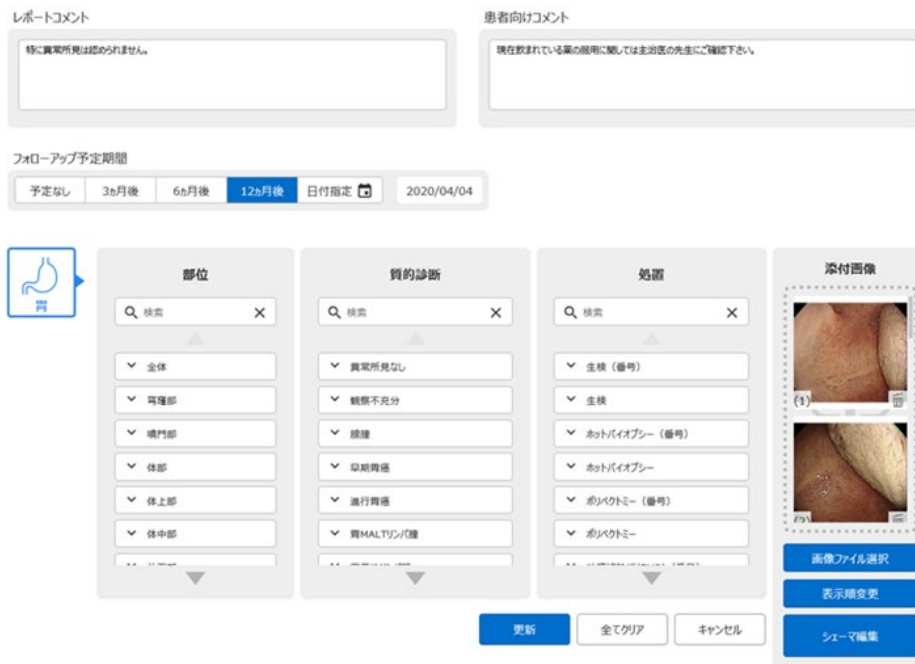 レポートコメント
特に異常所見は認められません。
患者向けコメント
現在飲まれている薬の服用に関しては主治医の先生にご確認下さい。
フォローアップ予定期間
予定なし 3ヵ月後 6ヵ月後 12ヵ月後 日付指定 2020/04/04
胃
部位
検索
全体
穹窿部
噴門部
体部
体上部
体中部
質的診断
検索
異常所見なし
観察不充分
腺腫
早期胃癌
進行胃癌
胃MALTリンパ腫
処置
検索
生検（番号）
生検
ホットバイオプシー（番号）
ホットバイオプシー
ポリペクトミー（番号）
ポリペクトミー
添付画像
(1)
(2)
画像ファイル選択
表示順変更
シェーマ編集
更新 全てクリア キャンセル